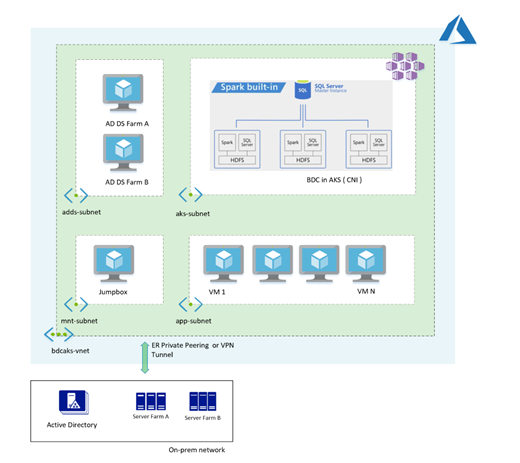 Spark built-in
SQL
SQL Server
Master Instance
Spark
SQL
Server
HDFS
Spark
SQL
Server
HDFS
Spark
SQL
Server
HDFS
BDC in AKS ( CNI )
AD DS Farm A
AD DS Farm B
adds-subnet
aks-subnet
Jumpbox
VM 1
VM N
mnt-subnet
app-subnet
bdcaks-vnet
ER Private Peering or VPN
Tunnel
Active Directory
Server Farm A
Server Farm B
On-prem network